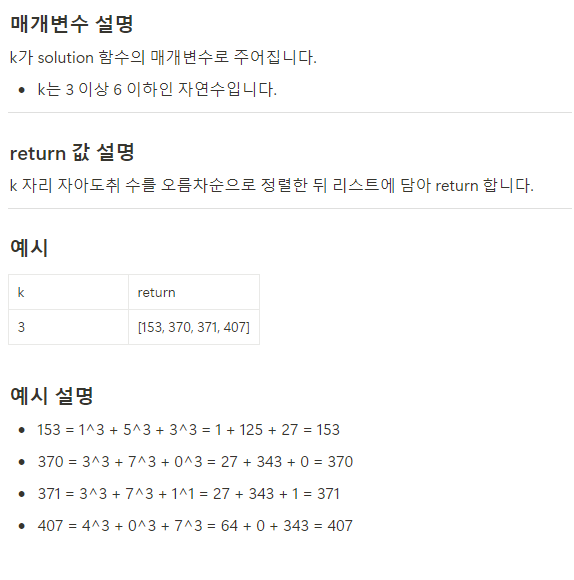 매개변수 설명
k가 solution 함수의 매개변수로 주어집니다.
• k는 3 이상 6 이하인 자연수입니다.
return 값 설명
k 자리 자아도취 수를 오름차순으로 정렬한 뒤 리스트에 담아 return 합니다.
예시
k return
3 [153, 370, 371, 407]
예시 설명
• 153 = 1^3 + 5^3 + 3^3 = 1 + 125 + 27 = 153
• 370 = 3^3 + 7^3 + 0^3 = 27 + 343 + 0 = 370
• 371 = 3^3 + 7^3 + 1^1 = 27 + 343 + 1 = 371
• 407 = 4^3 + 0^3 + 7^3 = 64 + 0 + 343 = 407